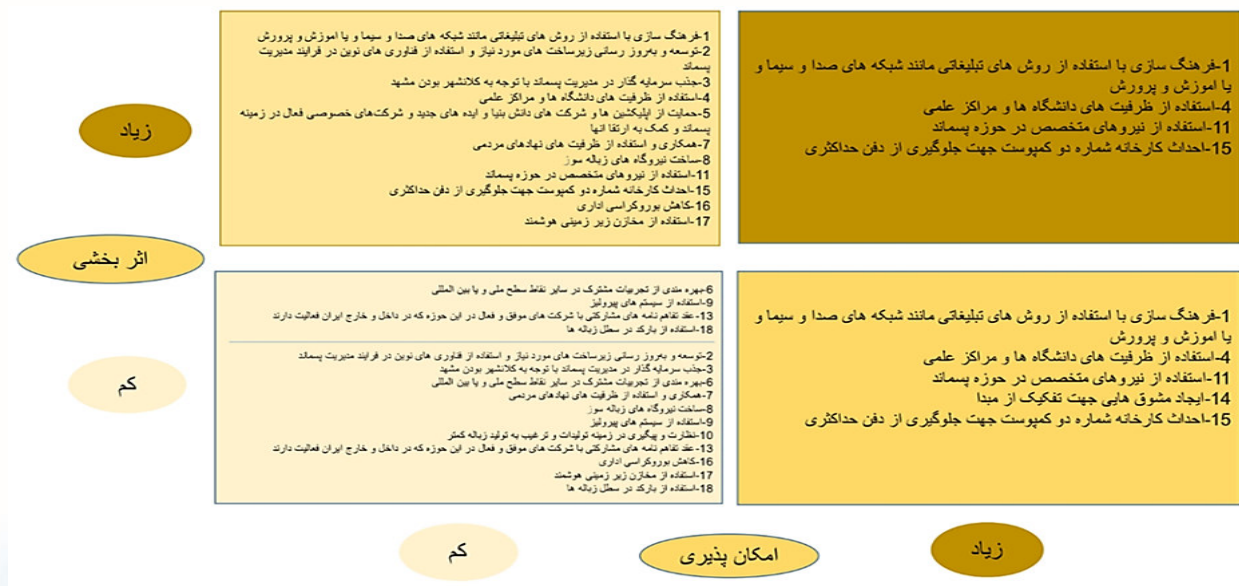 زیاد
اثر بخشی
کم
1-فرهنگ سازی با استفاده از روش های تبلیغاتی مانند شبکه های صدا و سیما و یا اموزش و پرورش
2-توسعه و به‌روز رسانی زیرساخت های مورد نیاز و استفاده از فناوری های نوین در فرایند مدیریت
پسماند
3-جذب سرمایه گذار در مدیریت پسماند با توجه به کلانشهر بودن مشهد
4-استفاده از ظرفیت های دانشگاه ها و مراکز علمی
5-حمایت از اپلیکشین ها و شرکت های دانش بنیا و ایده های جدید و شرکت‌های خصوصی فعال در زمینه
پسماند و کمک به ارتقا انها
7-همکاری و استفاده از ظرفیت های نهادهای مردمی
8-ساخت نیروگاه های زباله سوز
11-استفاده از نیروهای متخصص در حوزه پسماند
15-احداث کارخانه شماره دو کمپوست جهت جلوگیری از دفن حداکثری
16-کاهش بوروکراسی اداری
17-استفاده از مخازن زیر زمینی هوشمند
1-فرهنگ سازی با استفاده از روش های تبلیغاتی مانند شبکه های صدا و سیما و
یا اموزش و پرورش
4-استفاده از ظرفیت های دانشگاه ها و مراکز علمی
11-استفاده از نیروهای متخصص در حوزه پسماند
15-احداث کارخانه شماره دو کمپوست جهت جلوگیری از دفن حداکثری
6-بهره مندی از تجربیات مشترک در سایر نقاط سطح ملی و یا بین المللی
9-استفاده از سیستم های پیرولیز
13-عقد تفاهم نامه های مشارکتی با شرکت های موفق و فعال در این حوزه که در داخل و خارج ایران فعالیت دارند
18-استفاده از بارکد در سطل زباله ها
2-توسعه و به‌روز رسانی زیرساخت های مورد نیاز و استفاده از فناوری های نوین در فرایند مدیریت پسماند
3-جذب سرمایه گذار در مدیریت پسماند با توجه به کلانشهر بودن مشهد
6-بهره مندی از تجربیات مشترک در سایر نقاط سطح ملی و یا بین المللی
7-همکاری و استفاده از ظرفیت های نهادهای مردمی
8-ساخت نیروگاه های زباله سوز
9-استفاده از سیستم های پیرولیز
10-نظارت و پیگیری در زمینه تولیدات و ترغیب به تولید زباله کمتر
13-عقد تفاهم نامه های مشارکتی با شرکت های موفق و فعال در این حوزه که در داخل و خارج ایران فعالیت دارند
16-کاهش بوروکراسی اداری
17-استفاده از مخازن زیر زمینی هوشمند
18-استفاده از بارکد در سطل زباله ها
1-فرهنگ سازی با استفاده از روش های تبلیغاتی مانند شبکه های صدا و سیما و
یا اموزش و پرورش
4-استفاده از ظرفیت های دانشگاه ها و مراکز علمی
11-استفاده از نیروهای متخصص در حوزه پسماند
14-ایجاد مشوق هایی جهت تفکیک از مبدا
15-احداث کارخانه شماره دو کمپوست جهت جلوگیری از دفن حداکثری
زیاد
امکان پذیری
کم